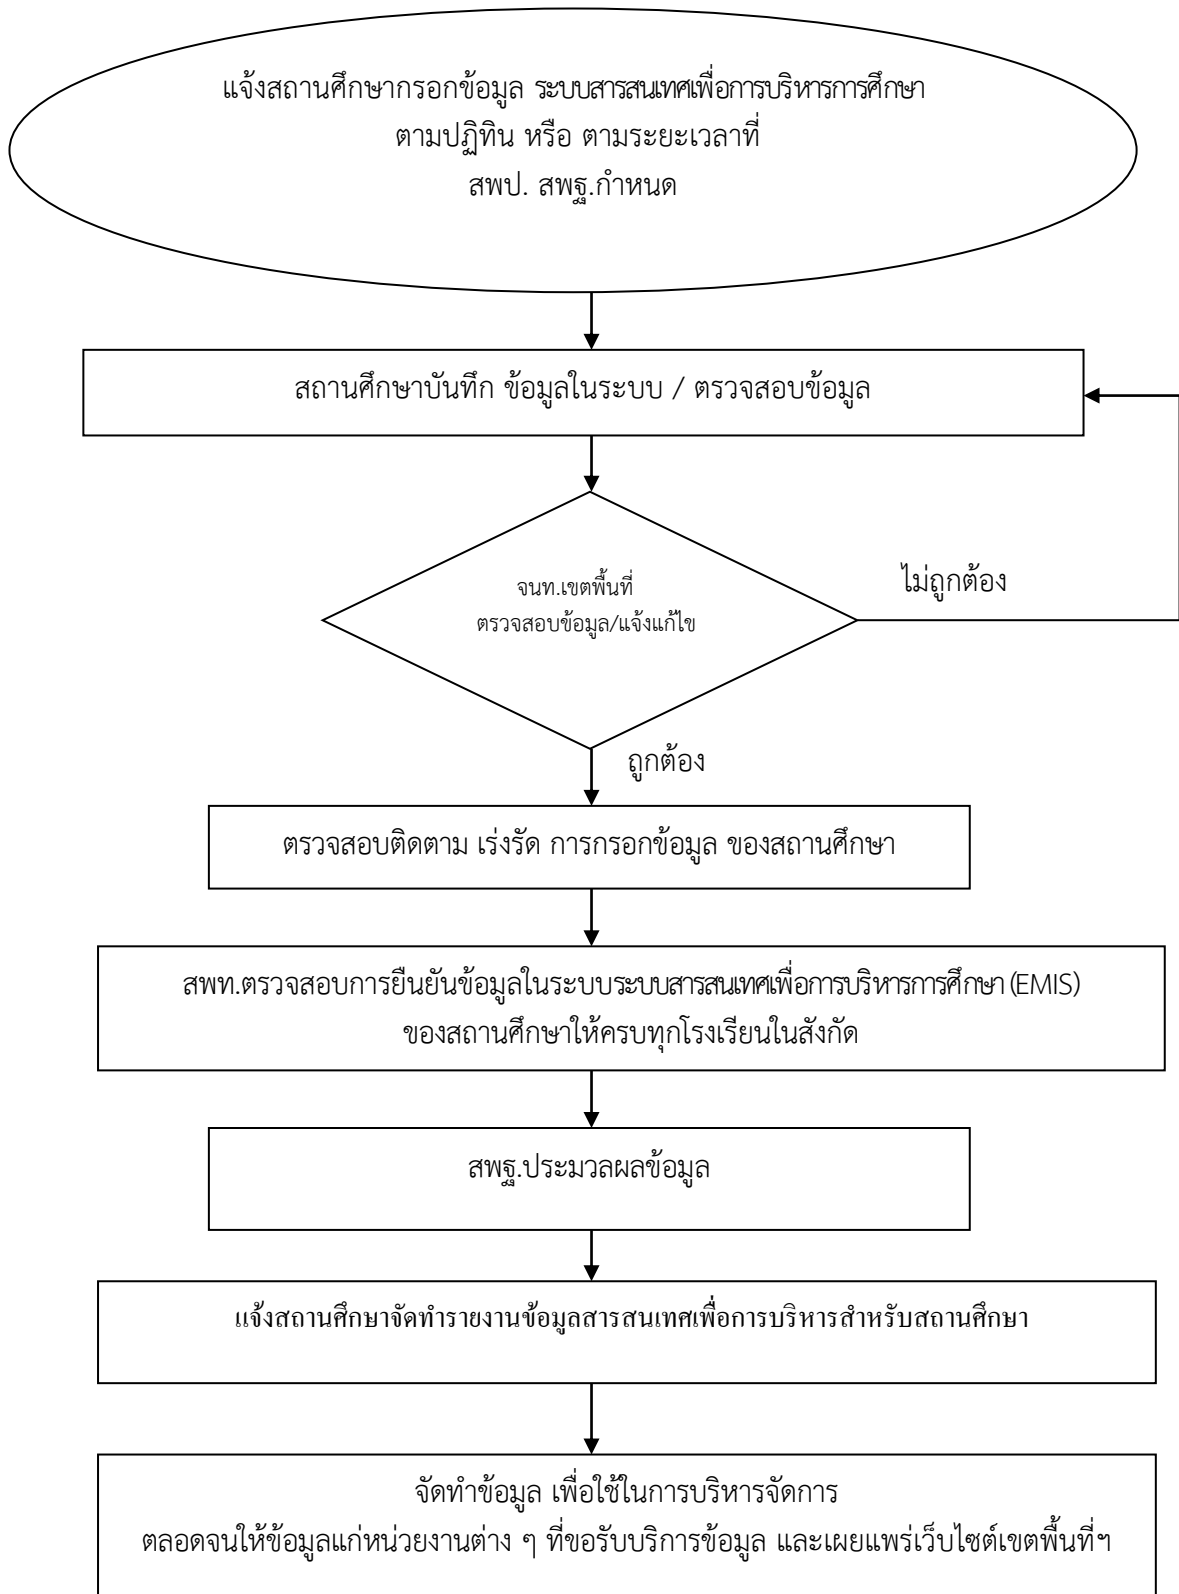 แจ้งสถานศึกษากรอกข้อมูล ระบบสารสนเทศเพื่อการบริหารการศึกษา
ตามปฏิทิน หรือ ตามระยะเวลาที่
สพป. สพฐ.กำหนด
สถานศึกษาบันทึก ข้อมูลในระบบ / ตรวจสอบข้อมูล
จนท.เขตพื้นที่
ตรวจสอบข้อมูล/แจ้งแก้ไข
ไม่ถูกต้อง
ถูกต้อง
ตรวจสอบติดตาม เร่งรัด การกรอกข้อมูล ของสถานศึกษา
สพท.ตรวจสอบการยืนยันข้อมูลในระบบระบบสารสนเทศเพื่อการบริหารการศึกษา (EMIS)
ของสถานศึกษาให้ครบทุกโรงเรียนในสังกัด
สพฐ.ประมวลผลข้อมูล
แจ้งสถานศึกษาจัดทำรายงานข้อมูลสารสนเทศเพื่อการบริหารสำหรับสถานศึกษา
จัดทำข้อมูล เพื่อใช้ในการบริหารจัดการ
ตลอดจนให้ข้อมูลแก่หน่วยงานต่าง ๆ ที่ขอรับบริการข้อมูล และเผยแพร่เว็บไซต์เขตพื้นที่ฯ